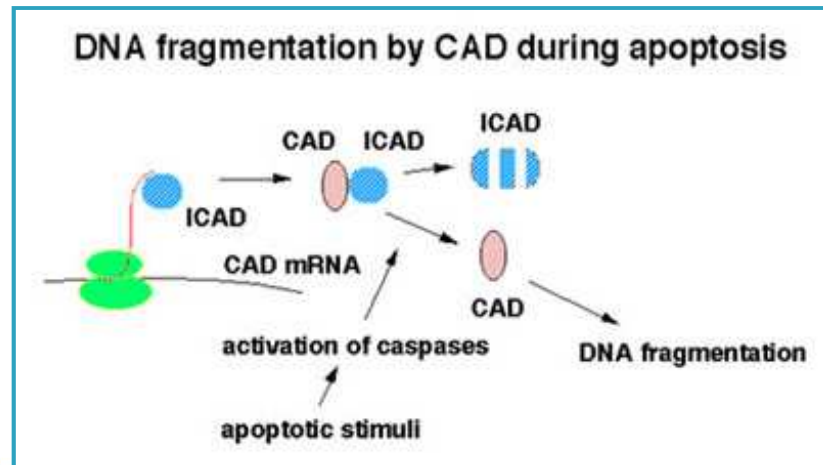 DNA fragmentation by CAD during apoptosis
CAD ICAD
ICAD
ICAD
CAD mRNA
CAD
activation of caspases
DNA fragmentation
apoptotic stimuli